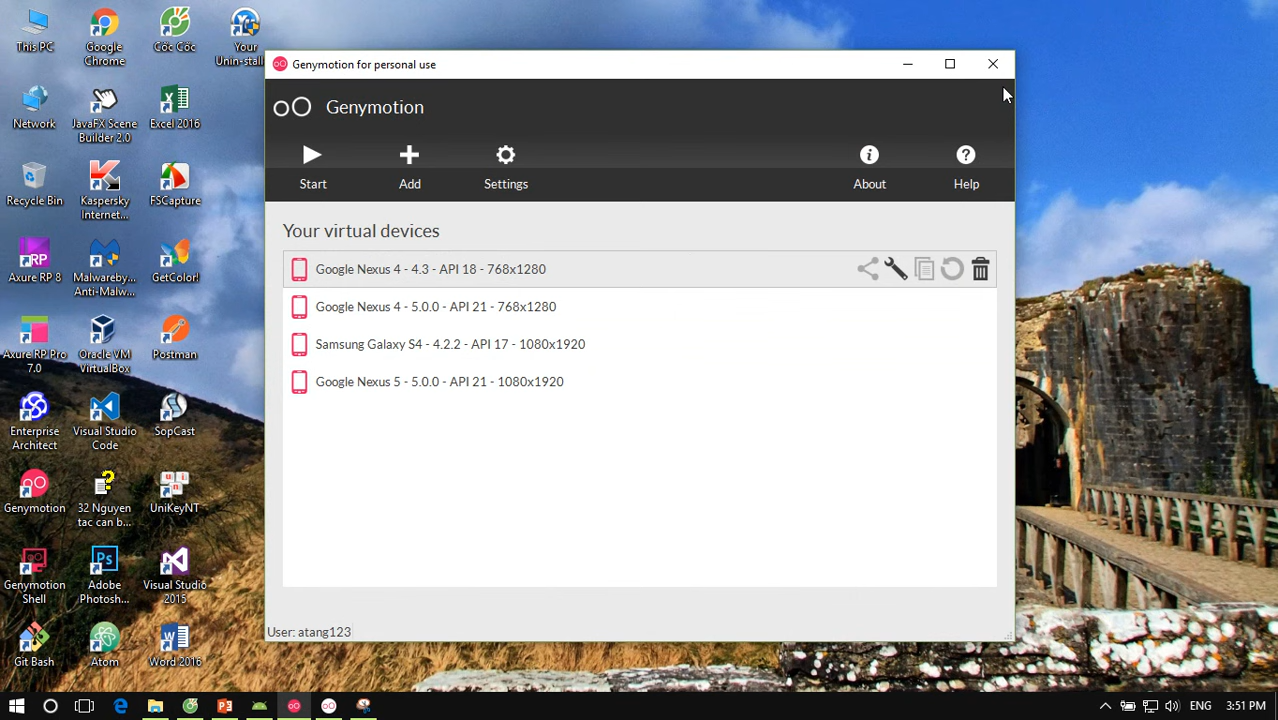 This PC
Google
Chrome
Cốc Cốc
Your
Unin-stall
Network
JavaFX Scene
Builder 2.0
Excel 2016
Recycle Bin
Kaspersky
Internet...
FSCapture
Axure RP 8
Malwareby...
Anti-Malw...
GetColor!
Axure RP Pro
7.0
Oracle VM
VirtualBox
Postman
Enterprise
Architect
Visual Studio
Code
SopCast
Genymotion
32 Nguyen
tac can b...
UniKeyNT
Genymotion
Shell
Adobe
Photosh...
Visual Studio
2015
Git Bash
Atom
Word 2016
Genymotion for personal use
Genymotion
Start
Add
Settings
About
Help
Your virtual devices
Google Nexus 4 - 4.3 - API 18 - 768x1280
Google Nexus 4 - 5.0.0 - API 21 - 768x1280
Samsung Galaxy S4 - 4.2.2 - API 17 - 1080x1920
Google Nexus 5 - 5.0.0 - API 21 - 1080x1920
User: atang123
ENG
3:51 PM